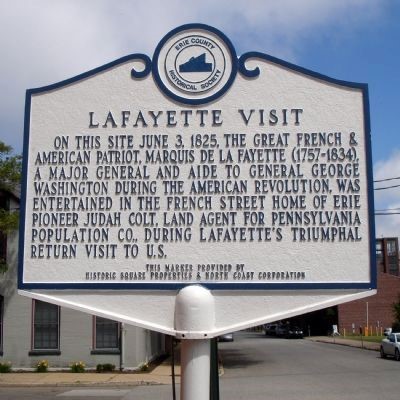 ERIE COUNTY
HISTORICAL SOCIETY
LAFAYETTE VISIT
ON THIS SITE JUNE 3, 1825, THE GREAT FRENCH &
AMERICAN PATRIOT, MARQUIS DE LA FAYETTE (1757-1834),
A MAJOR GENERAL AND AIDE TO GENERAL GEORGE
WASHINGTON DURING THE AMERICAN REVOLUTION, WAS
ENTERTAINED IN THE FRENCH STREET HOME OF ERIE
PIONEER JUDAH COLT, LAND AGENT FOR PENNSYLVANIA
POPULATION CO., DURING LAFAYETTE'S TRIUMPHAL
RETURN VISIT TO U.S.
THIS MARKER PROVIDED BY
HISTORIC SQUARE PROPERTIES & NORTH COAST CORPORATION